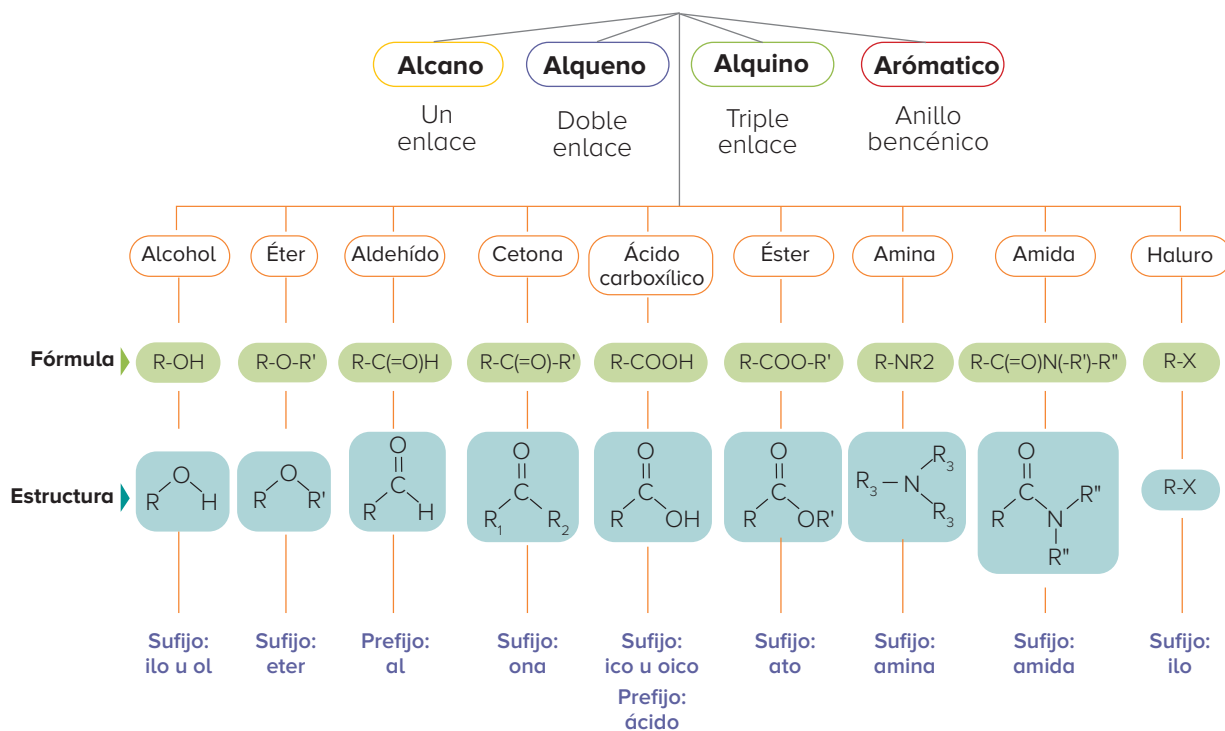 Alcano Alqueno Alquino Arómatico
Un enlace
Doble enlace
Triple enlace
Anillo bencénico
Alcohol Éter Aldehído Cetona Ácido carboxílico Éster Amina Amida Haluro
Fórmula R-OH R-O-R' R-C(=O)H R-C(=O)-R' R-COOH R-COO-R' R-NR2 R-C(=O)N(-R')-R" R-X
Estructura
R O H
R O R'
O C R H
O C R1 R2
O C R OH
O C R OR'
R3 N R3 R3
O C R N R" R"
R-X
Sufijo:
ilo u ol
Sufijo:
eter
Prefijo:
al
Sufijo:
ona
Sufijo:
ico u oico
Prefijo:
ácido
Sufijo:
ato
Sufijo:
amina
Sufijo:
amida
Sufijo:
ilo